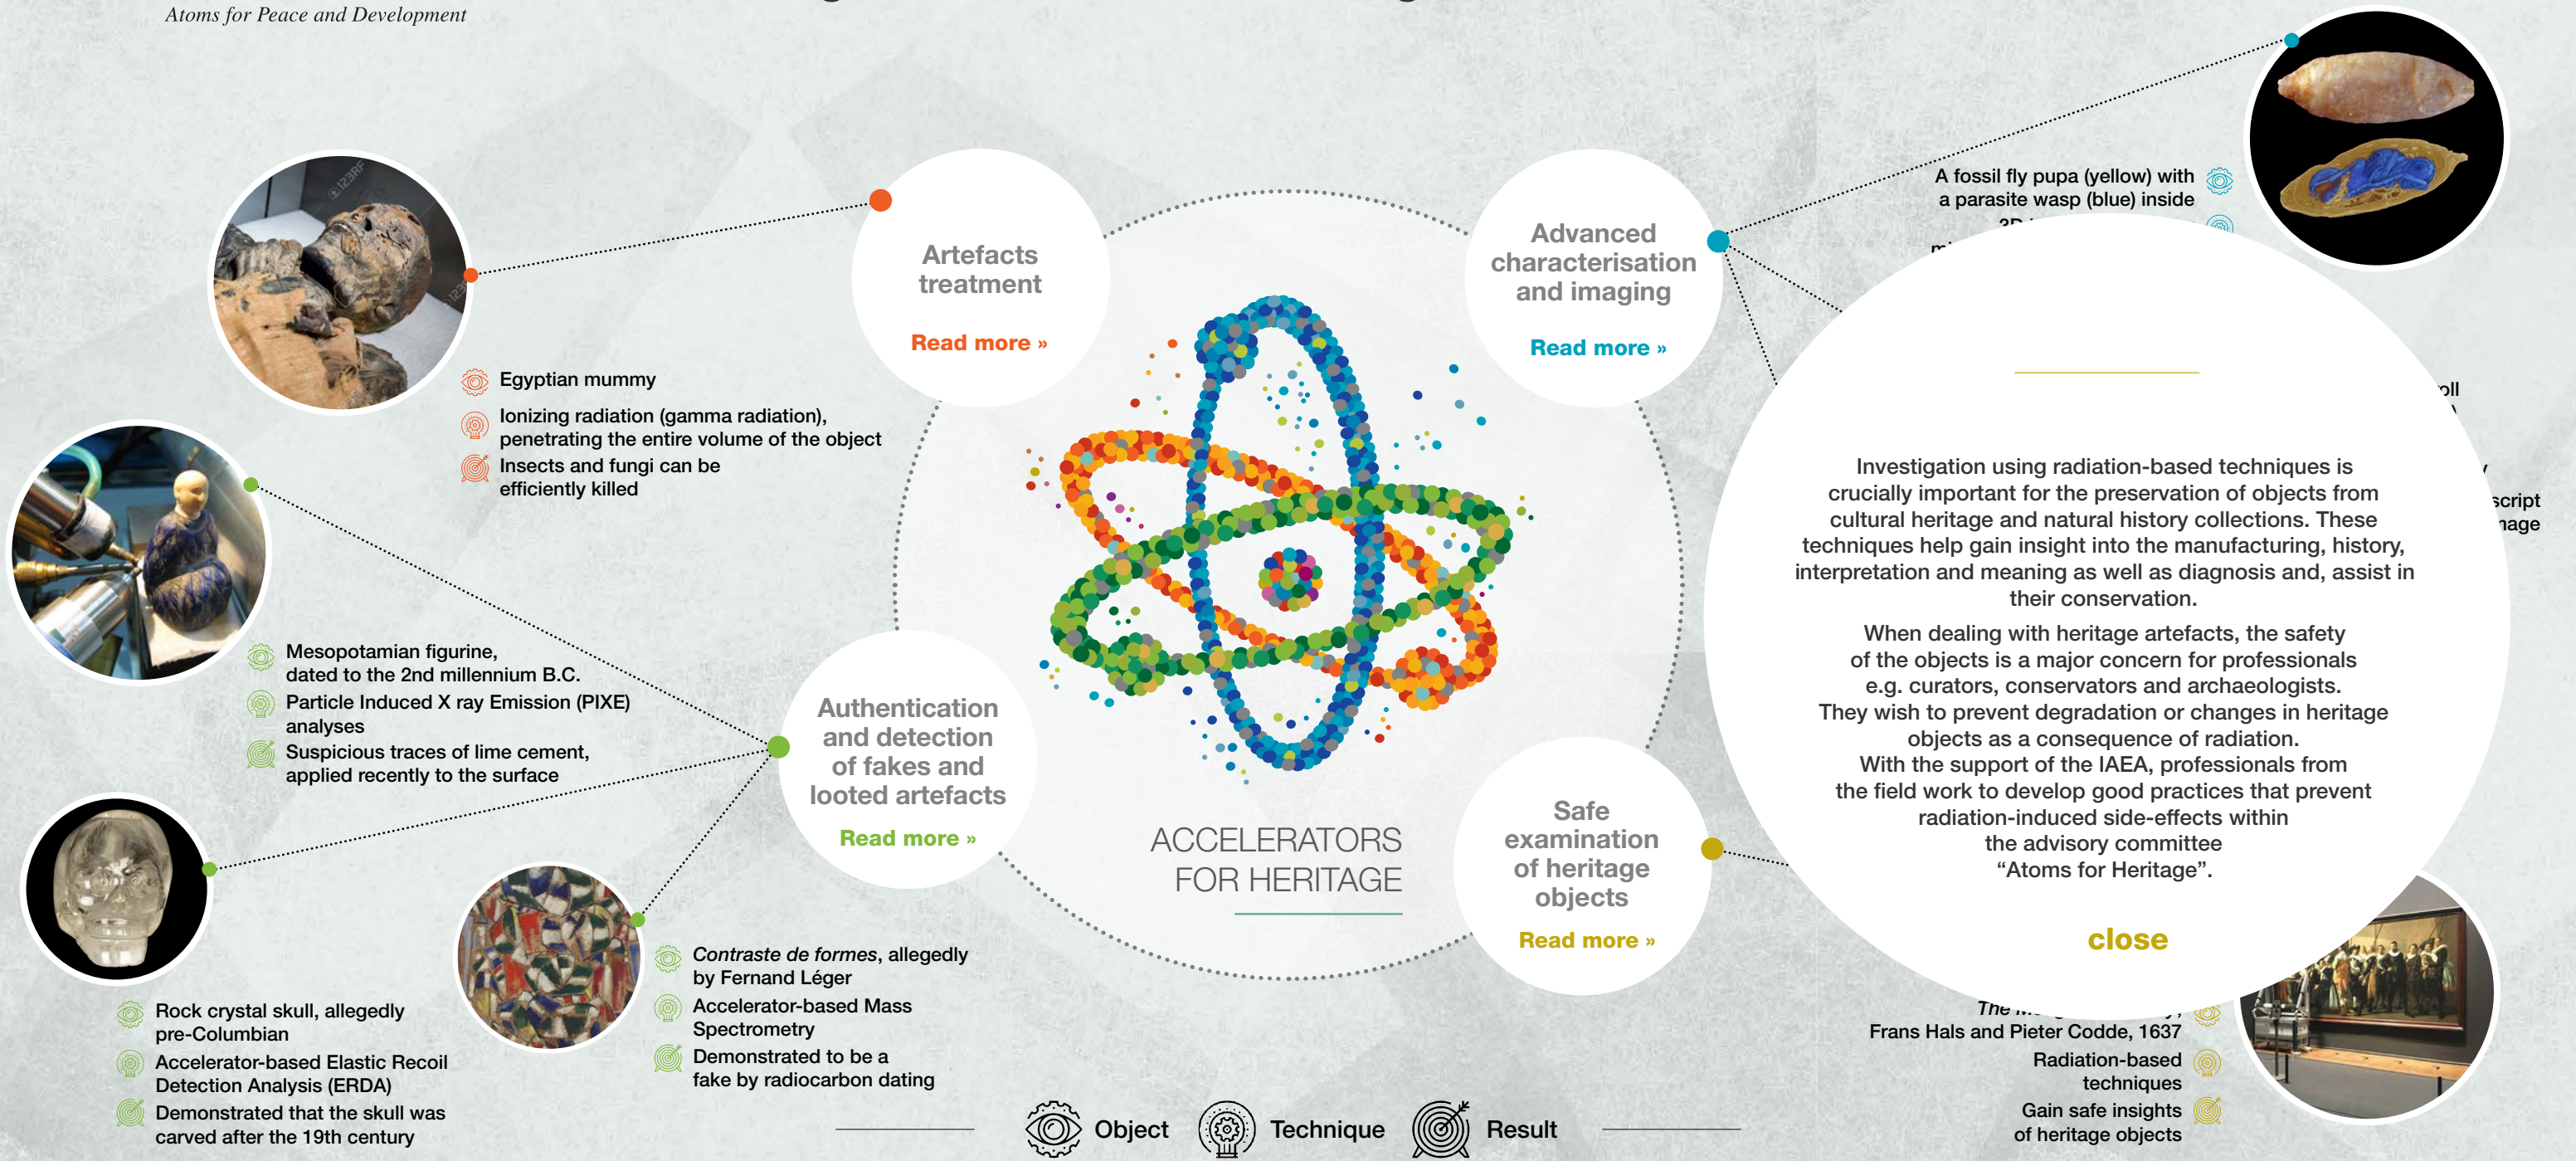 Atoms for Peace and Development
Artefacts
treatment
Read more »
Egyptian mummy
Ionizing radiation (gamma radiation),
penetrating the entire volume of the object
Insects and fungi can be
efficiently killed
Mesopotamian figurine,
dated to the 2nd millennium B.C.
Particle Induced X ray Emission (PIXE)
analyses
Suspicious traces of lime cement,
applied recently to the surface
Authentication
and detection
of fakes and
looted artefacts
Read more »
Rock crystal skull, allegedly
pre-Columbian
Accelerator-based Elastic Recoil
Detection Analysis (ERDA)
Demonstrated that the skull was
carved after the 19th century
Contraste de formes, allegedly
by Fernand Léger
Accelerator-based Mass
Spectrometry
Demonstrated to be a
fake by radiocarbon dating
ACCELERATORS
FOR HERITAGE
Advanced
characterisation
and imaging
Read more »
A fossil fly pupa (yellow) with
a parasite wasp (blue) inside
Safe
examination
of heritage
objects
Read more »
Investigation using radiation-based techniques is
crucially important for the preservation of objects from
cultural heritage and natural history collections. These
techniques help gain insight into the manufacturing, history,
interpretation and meaning as well as diagnosis and, assist in
their conservation.
When dealing with heritage artefacts, the safety
of the objects is a major concern for professionals
e.g. curators, conservators and archaeologists.
They wish to prevent degradation or changes in heritage
objects as a consequence of radiation.
With the support of the IAEA, professionals from
the field work to develop good practices that prevent
radiation-induced side-effects within
the advisory committee
“Atoms for Heritage”.
close
The
Frans Hals and Pieter Codde, 1637
Radiation-based
techniques
Gain safe insights
of heritage objects
Object
Technique
Result
123RF